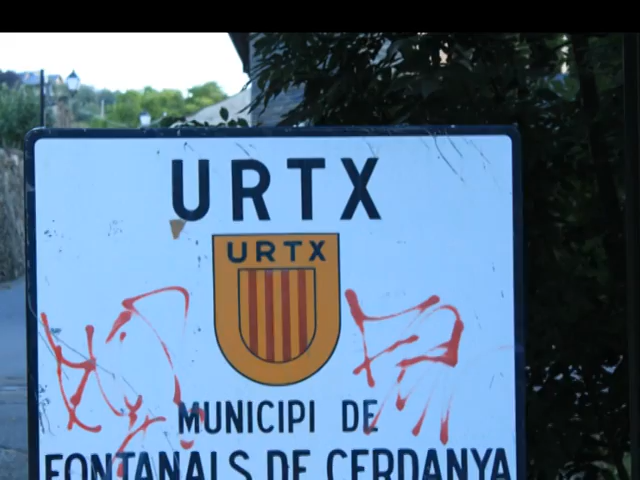 URTX
URTX
MUNICIPI DE
FONTANALS DE CERDANYA